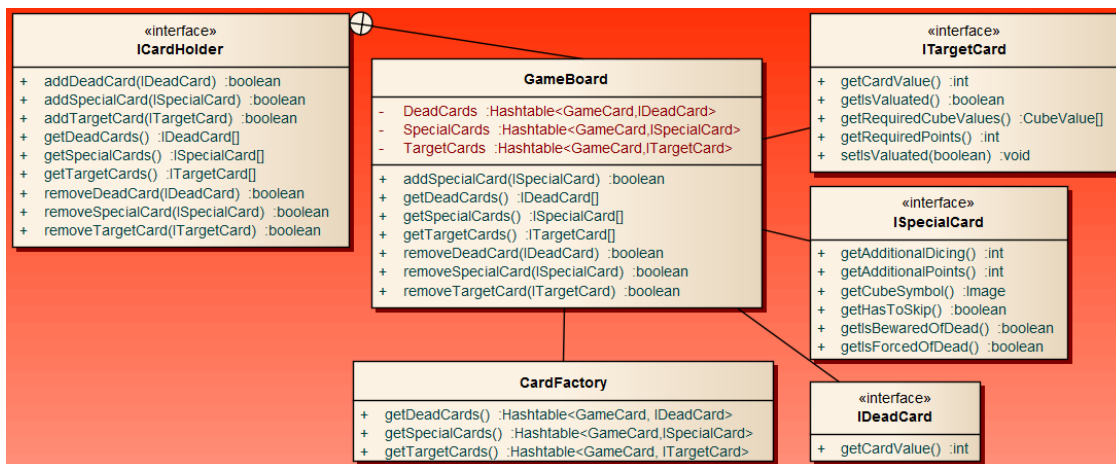 «interface»
ICardHolder
+ addDeadCard(IDeadCard) :boolean
+ addSpecialCard(ISpecialCard) :boolean
+ addTargetCard(ITargetCard) :boolean
+ getDeadCards() :IDeadCard[]
+ getSpecialCards() :ISpecialCard[]
+ getTargetCards() :ITargetCard[]
+ removeDeadCard(IDeadCard) :boolean
+ removeSpecialCard(ISpecialCard) :boolean
+ removeTargetCard(ITargetCard) :boolean
GameBoard
- DeadCards :Hashtable<GameCard,IDeadCard>
- SpecialCards :Hashtable<GameCard,ISpecialCard>
- TargetCards :Hashtable<GameCard,ITargetCard>
+ addSpecialCard(ISpecialCard) :boolean
+ getDeadCards() :IDeadCard[]
+ getSpecialCards() :ISpecialCard[]
+ getTargetCards() :ITargetCard[]
+ removeDeadCard(IDeadCard) :boolean
+ removeSpecialCard(ISpecialCard) :boolean
+ removeTargetCard(ITargetCard) :boolean
«interface»
ITargetCard
+ getCardValue() :int
+ getIsValuated() :boolean
+ getRequiredCubeValues() :CubeValue[]
+ getRequiredPoints() :int
+ setIsValuated(boolean) :void
«interface»
ISpecialCard
+ getAdditionalDicing() :int
+ getAdditionalPoints() :int
+ getCubeSymbol() :Image
+ getHasToSkip() :boolean
+ getIsBewaredOfDead() :boolean
+ getIsForcedOfDead() :boolean
CardFactory
+ getDeadCards() :Hashtable<GameCard, IDeadCard>
+ getSpecialCards() :Hashtable<GameCard,ISpecialCard>
+ getTargetCards() :Hashtable<GameCard, ITargetCard>
«interface»
IDeadCard
+ getCardValue() :int